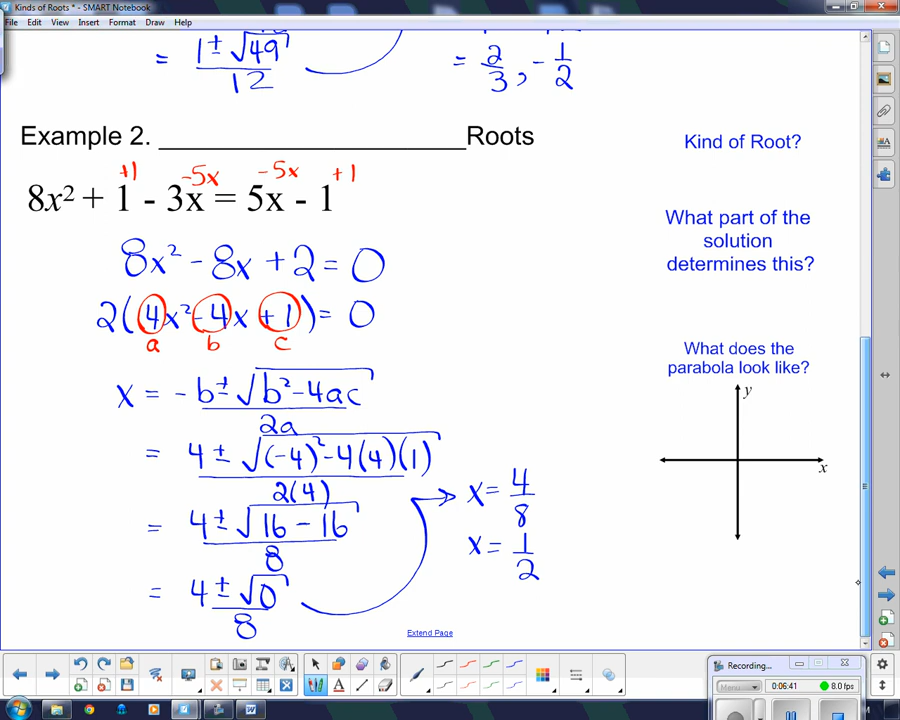 Kinds of Roots * - SMART Notebook
File Edit View Insert Format Draw Help
= 1 ± √49 / 12
= 2/3, - 1/2
Example 2. ____________________ Roots
+1 -5x -5x +1
8x² + 1 - 3x = 5x - 1
8x² - 8x + 2 = 0
2(4x² - 4x + 1) = 0
a b c
x = -b ± √b² - 4ac / 2a
= 4 ± √(-4)² - 4(4)(1) / 2(4)
= 4 ± √16 - 16 / 8
= 4 ± √0 / 8
x = 4/8
x = 1/2
Kind of Root?
What part of the
solution
determines this?
What does the
parabola look like?
y
x
Extend Page
Recording...
Menu
0:06:41
8.0 fps